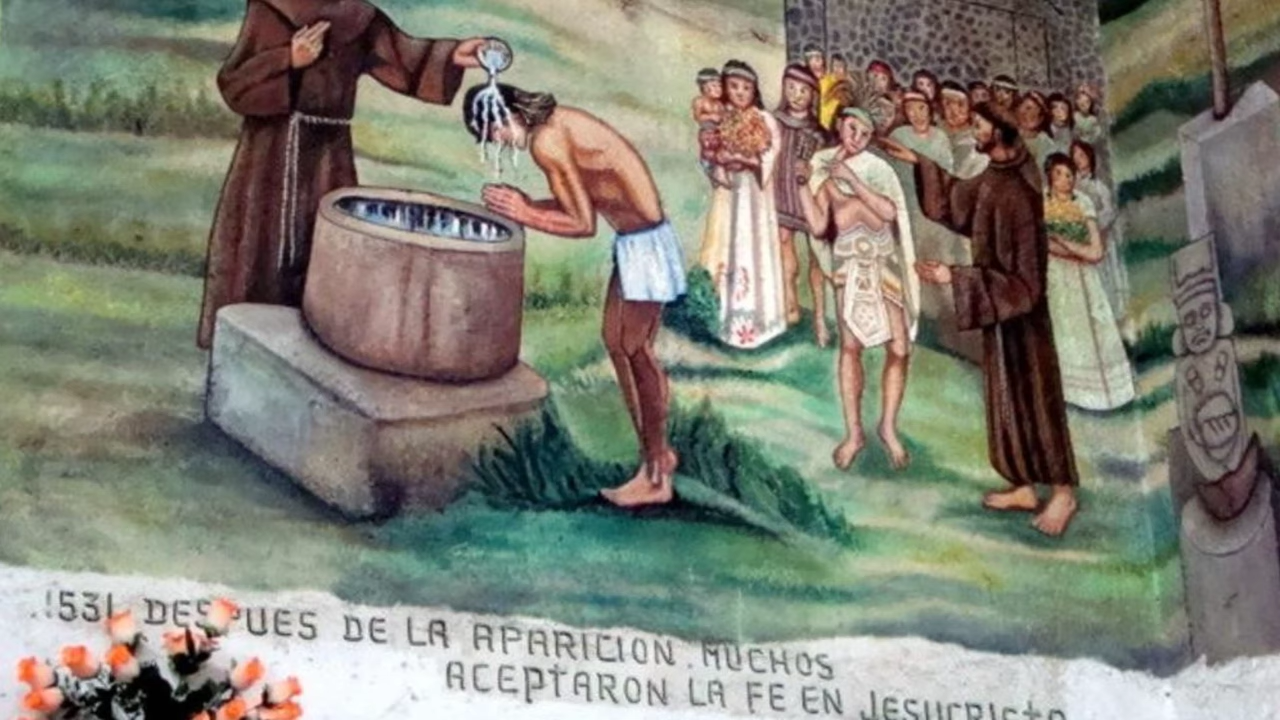 .1531 DESPUES DE LA APARICION. MUCHOS
ACEPTARON LA FE EN JESUCRISTO